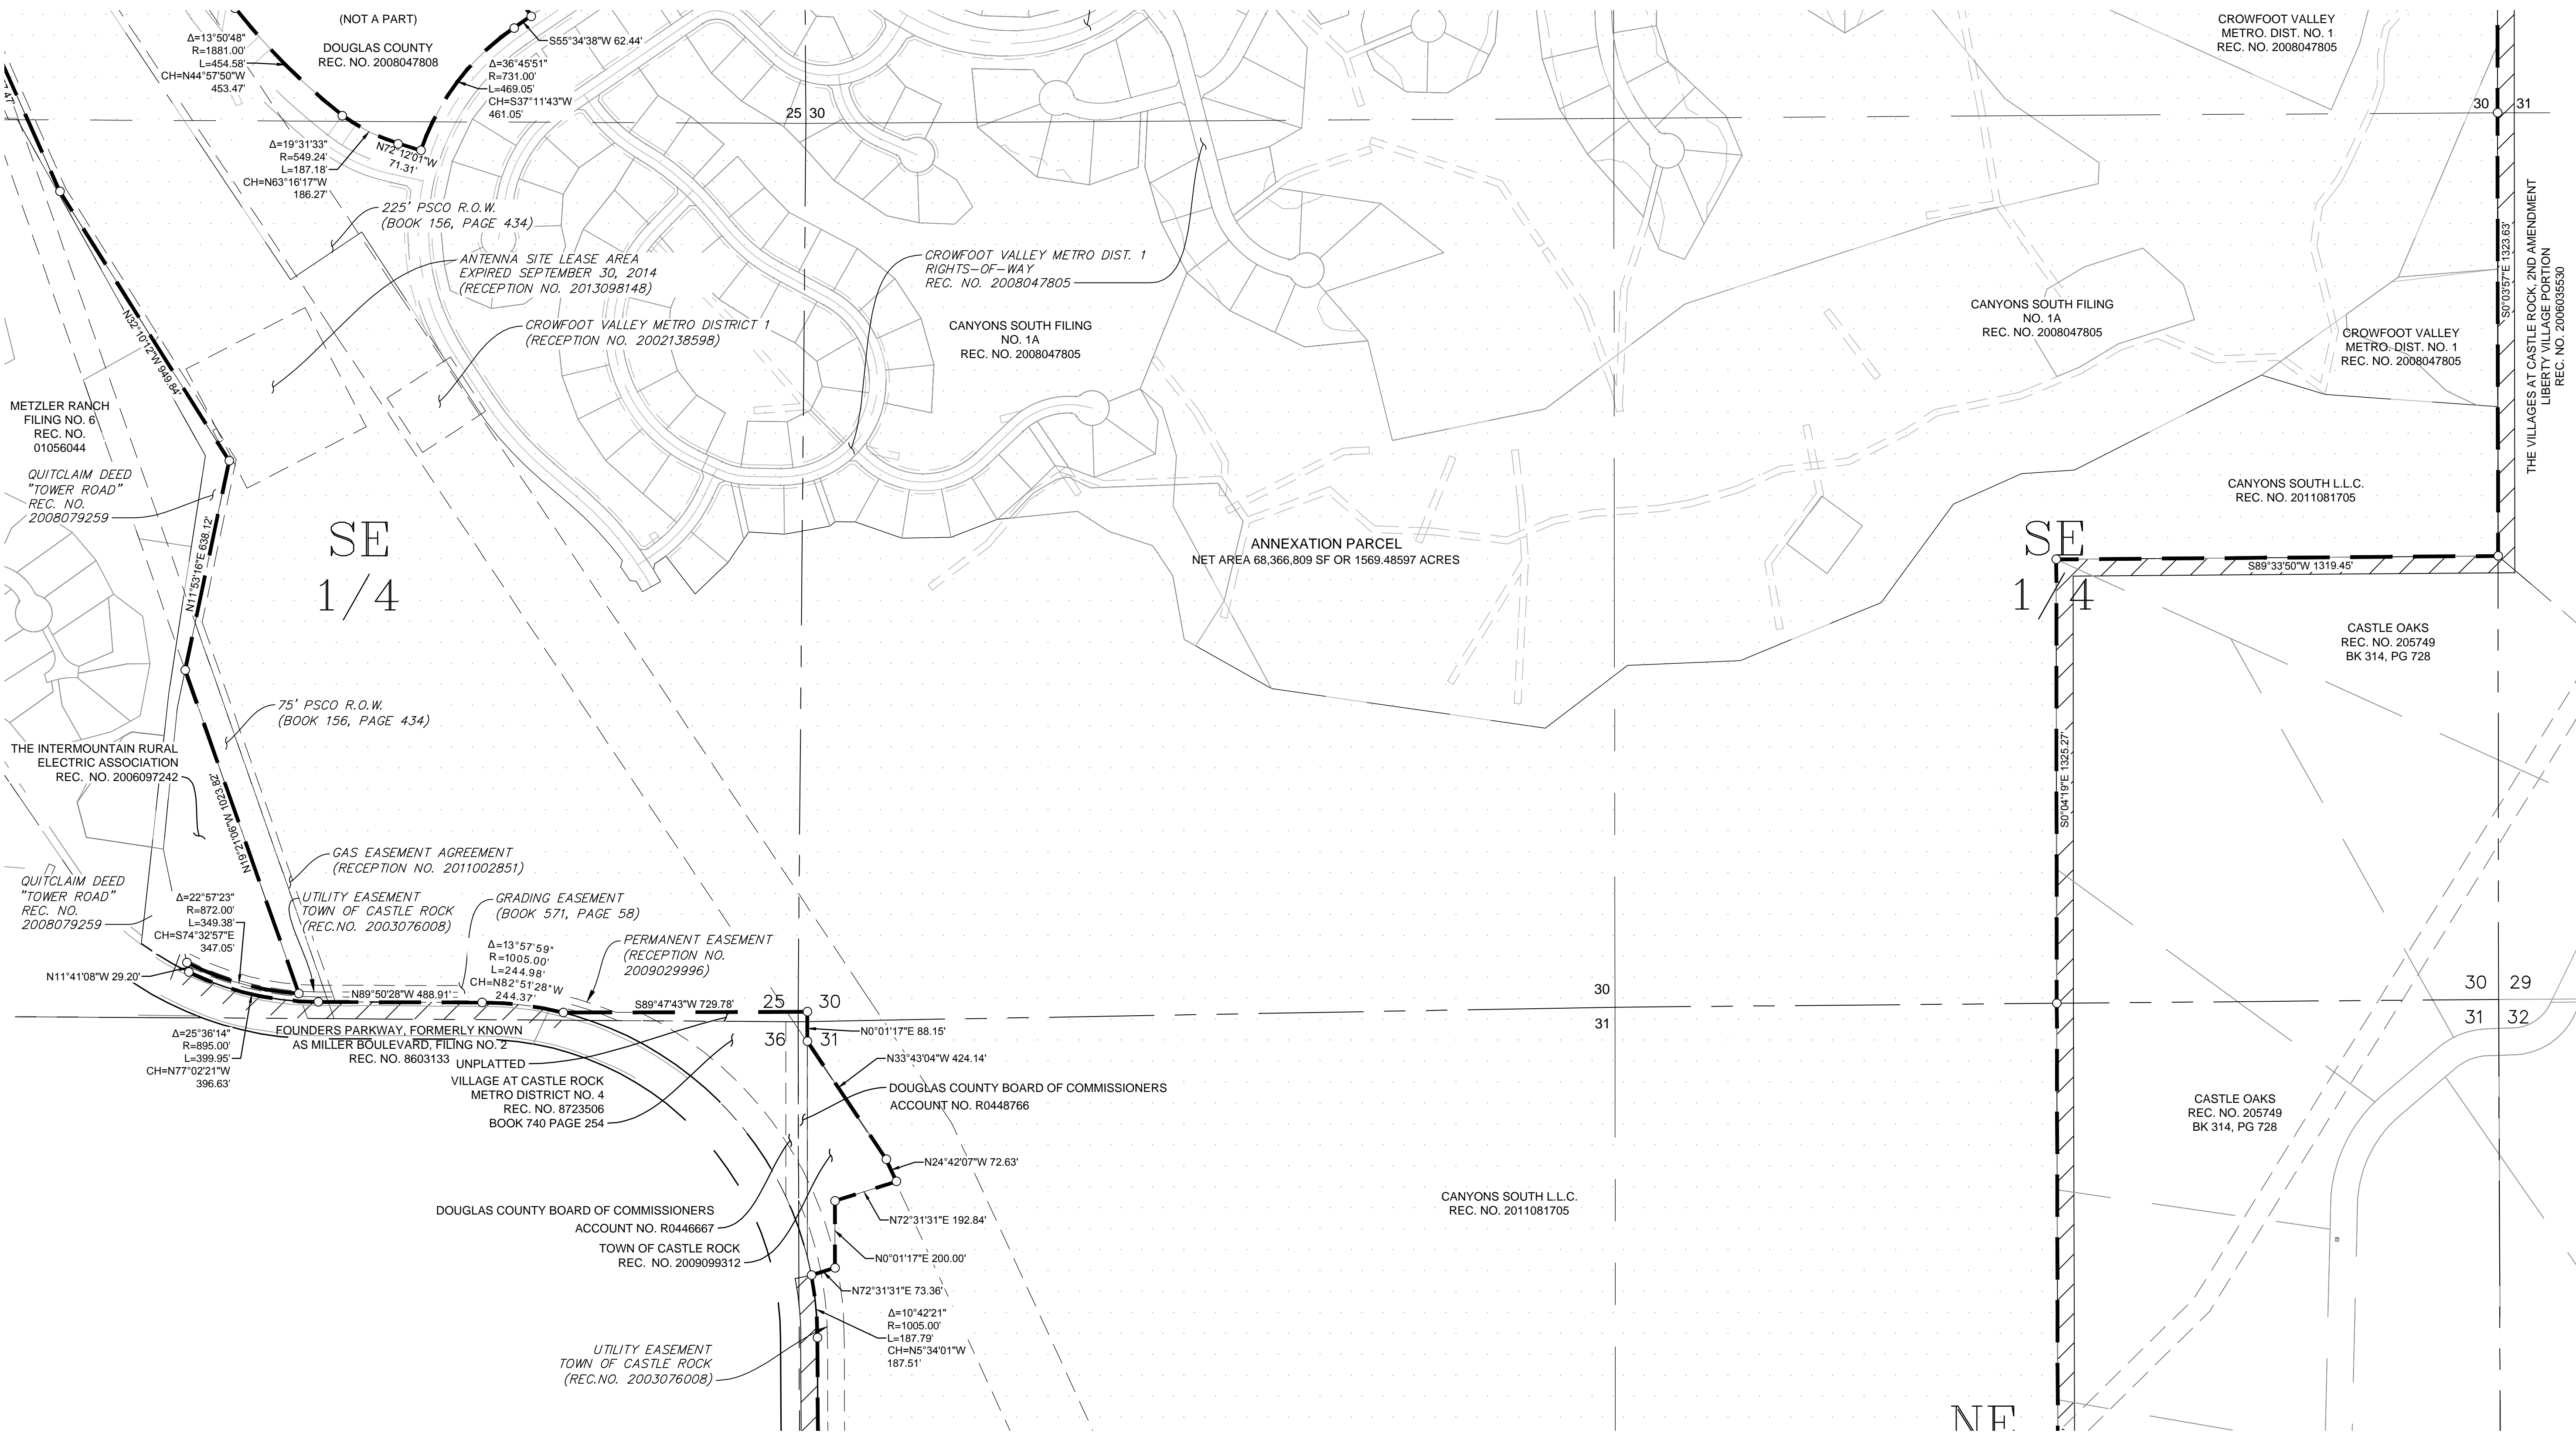 (NOT A PART)
DOUGLAS COUNTY
REC. NO. 2008047808
Δ=13°50'48"
R=1881.00'
L=454.58'
CH=N44°57'50"W
453.47'
S55°34'38"W 62.44'
Δ=36°45'51"
R=731.00'
L=469.05'
CH=S37°11'43"W
461.05'
CROWFOOT VALLEY
METRO. DIST. NO. 1
REC. NO. 2008047805
25 30
30 31
Δ=19°31'33"
R=549.24'
L=187.18'
CH=N63°16'17"W
186.27'
N72°12'01"W
71.31'
225' PSCO R.O.W.
(BOOK 156, PAGE 434)
ANTENNA SITE LEASE AREA
EXPIRED SEPTEMBER 30, 2014
(RECEPTION NO. 2013098148)
CROWFOOT VALLEY METRO DISTRICT 1
(RECEPTION NO. 2002138598)
CROWFOOT VALLEY METRO DIST. 1
RIGHTS-OF-WAY
REC. NO. 2008047805
CANYONS SOUTH FILING
NO. 1A
REC. NO. 2008047805
CANYONS SOUTH FILING
NO. 1A
REC. NO. 2008047805
CROWFOOT VALLEY
METRO. DIST. NO. 1
REC. NO. 2008047805
S0°03'57"E 1323.63'
THE VILLAGES AT CASTLE ROCK, 2ND AMENDMENT
LIBERTY VILLAGE PORTION
REC. NO. 2006035530
N32°10'12"W 949.84'
METZLER RANCH
FILING NO. 6
REC. NO.
01056044
QUITCLAIM DEED
"TOWER ROAD"
REC. NO.
2008079259
N11°53'16"E 638.12'
SE
1/4
ANNEXATION PARCEL
NET AREA 68,366,809 SF OR 1569.48597 ACRES
CANYONS SOUTH L.L.C.
REC. NO. 2011081705
SE
1/4
S89°33'50"W 1319.45'
CASTLE OAKS
REC. NO. 205749
BK 314, PG 728
75' PSCO R.O.W.
(BOOK 156, PAGE 434)
THE INTERMOUNTAIN RURAL
ELECTRIC ASSOCIATION
REC. NO. 2006097242
N19°21'06"W 1023.82'
S0°04'19"E 1325.27'
GAS EASEMENT AGREEMENT
(RECEPTION NO. 2011002851)
QUITCLAIM DEED
"TOWER ROAD"
REC. NO.
2008079259
Δ=22°57'23"
R=872.00'
L=349.38'
CH=S74°32'57"E
347.05'
UTILITY EASEMENT
TOWN OF CASTLE ROCK
(REC.NO. 2003076008)
GRADING EASEMENT
(BOOK 571, PAGE 58)
Δ=13°57'59"
R=1005.00'
L=244.98'
CH=N82°51'28"W
244.37'
PERMANENT EASEMENT
(RECEPTION NO.
2009029996)
N11°41'08"W 29.20'
N89°50'28"W 488.91'
S89°47'43"W 729.78'
25 30
36 31
30
31
30 29
31 32
N0°01'17"E 88.15'
Δ=25°36'14"
R=895.00'
L=399.95'
CH=N77°02'21"W
396.63'
FOUNDERS PARKWAY, FORMERLY KNOWN
AS MILLER BOULEVARD, FILING NO. 2
REC. NO. 8603133
UNPLATTED
VILLAGE AT CASTLE ROCK
METRO DISTRICT NO. 4
REC. NO. 8723506
BOOK 740 PAGE 254
N33°43'04"W 424.14'
DOUGLAS COUNTY BOARD OF COMMISSIONERS
ACCOUNT NO. R0448766
CASTLE OAKS
REC. NO. 205749
BK 314, PG 728
N24°42'07"W 72.63'
CANYONS SOUTH L.L.C.
REC. NO. 2011081705
DOUGLAS COUNTY BOARD OF COMMISSIONERS
ACCOUNT NO. R0446667
N72°31'31"E 192.84'
TOWN OF CASTLE ROCK
REC. NO. 2009099312
N0°01'17"E 200.00'
N72°31'31"E 73.36'
Δ=10°42'21"
R=1005.00'
L=187.79'
CH=N5°34'01"W
187.51'
UTILITY EASEMENT
TOWN OF CASTLE ROCK
(REC.NO. 2003076008)
NE